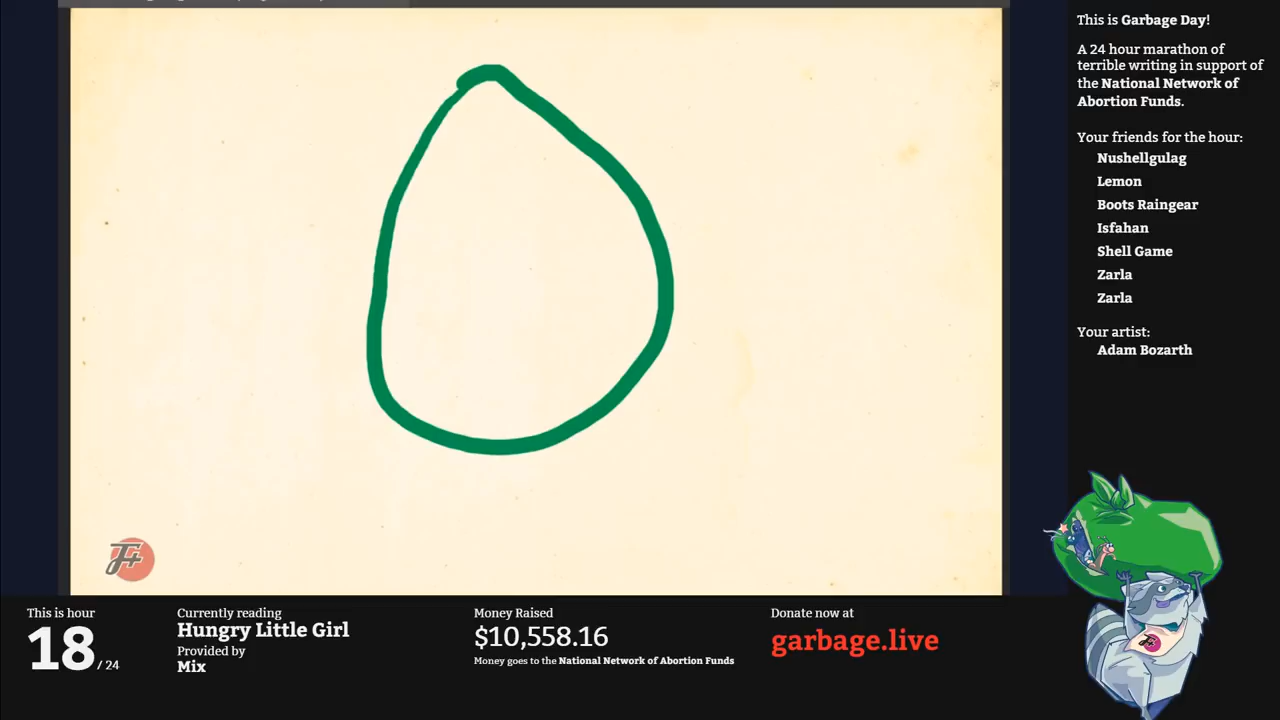 This is Garbage Day!
A 24 hour marathon of
terrible writing in support of
the National Network of
Abortion Funds.
Your friends for the hour:
Nushellgulag
Lemon
Boots Raingear
Isfahan
Shell Game
Zarla
Zarla
Your artist:
Adam Bozarth
F+
This is hour
18 / 24
Currently reading
Hungry Little Girl
Provided by
Mix
Money Raised
$10,558.16
Money goes to the National Network of Abortion Funds
Donate now at
garbage.live